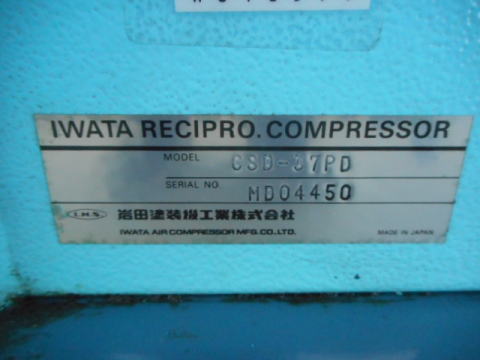 IWATA RECIPRO. COMPRESSOR
MODEL CSD-37PD
SERIAL NO. MD04450
I.M.S 岩田塗装機工業株式会社
IWATA AIR COMPRESSOR MFG.CO.,LTD. MADE IN JAPAN